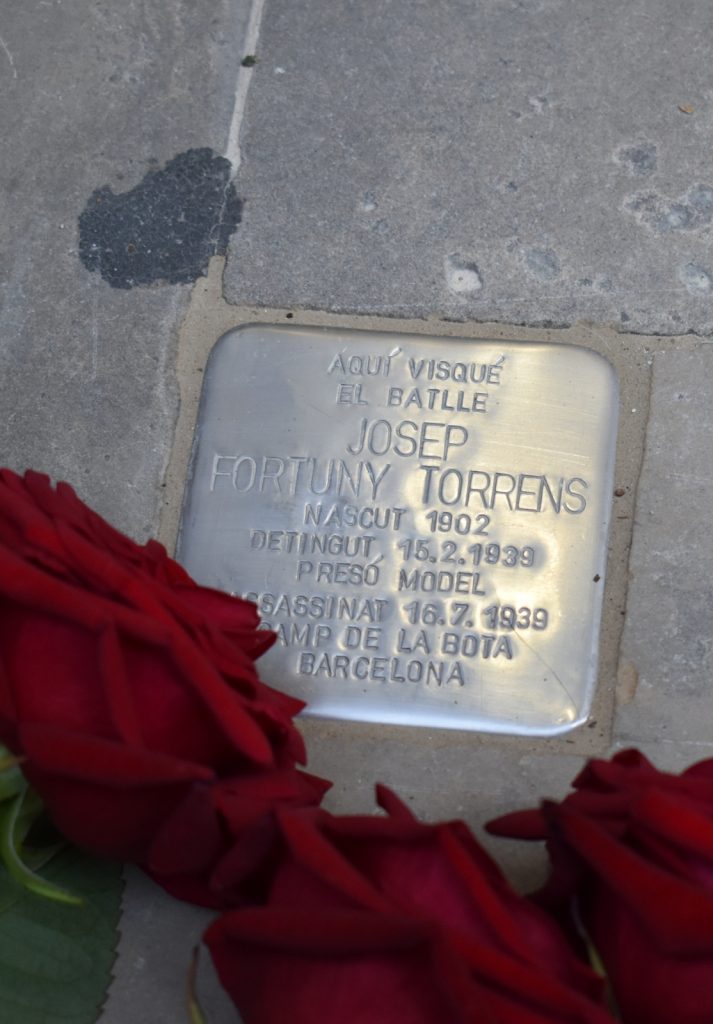 AQUÍ VISQUÉ
EL BATLLE
JOSEP
FORTUNY TORRENS
NASCUT 1902
DETINGUT 15.2.1939
PRESÓ MODEL
ASSASSINAT 16.7.1939
CAMP DE LA BOTA
BARCELONA